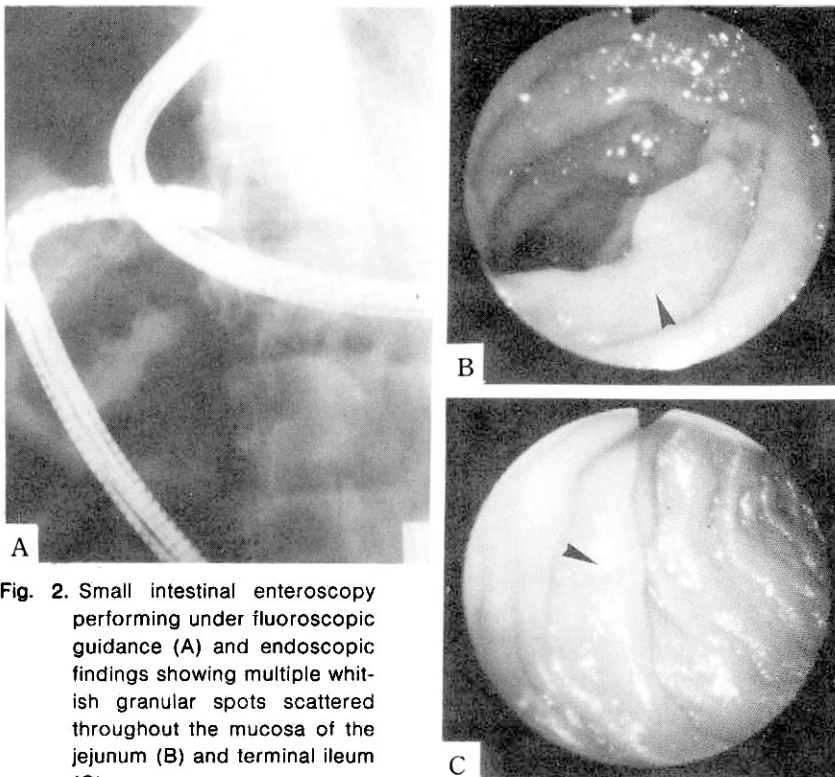 A
B
C
Fig. 2. Small intestinal enteroscopy
performing under fluoroscopic
guidance (A) and endoscopic
findings showing multiple whit-
ish granular spots scattered
throughout the mucosa of the
jejunum (B) and terminal ileum